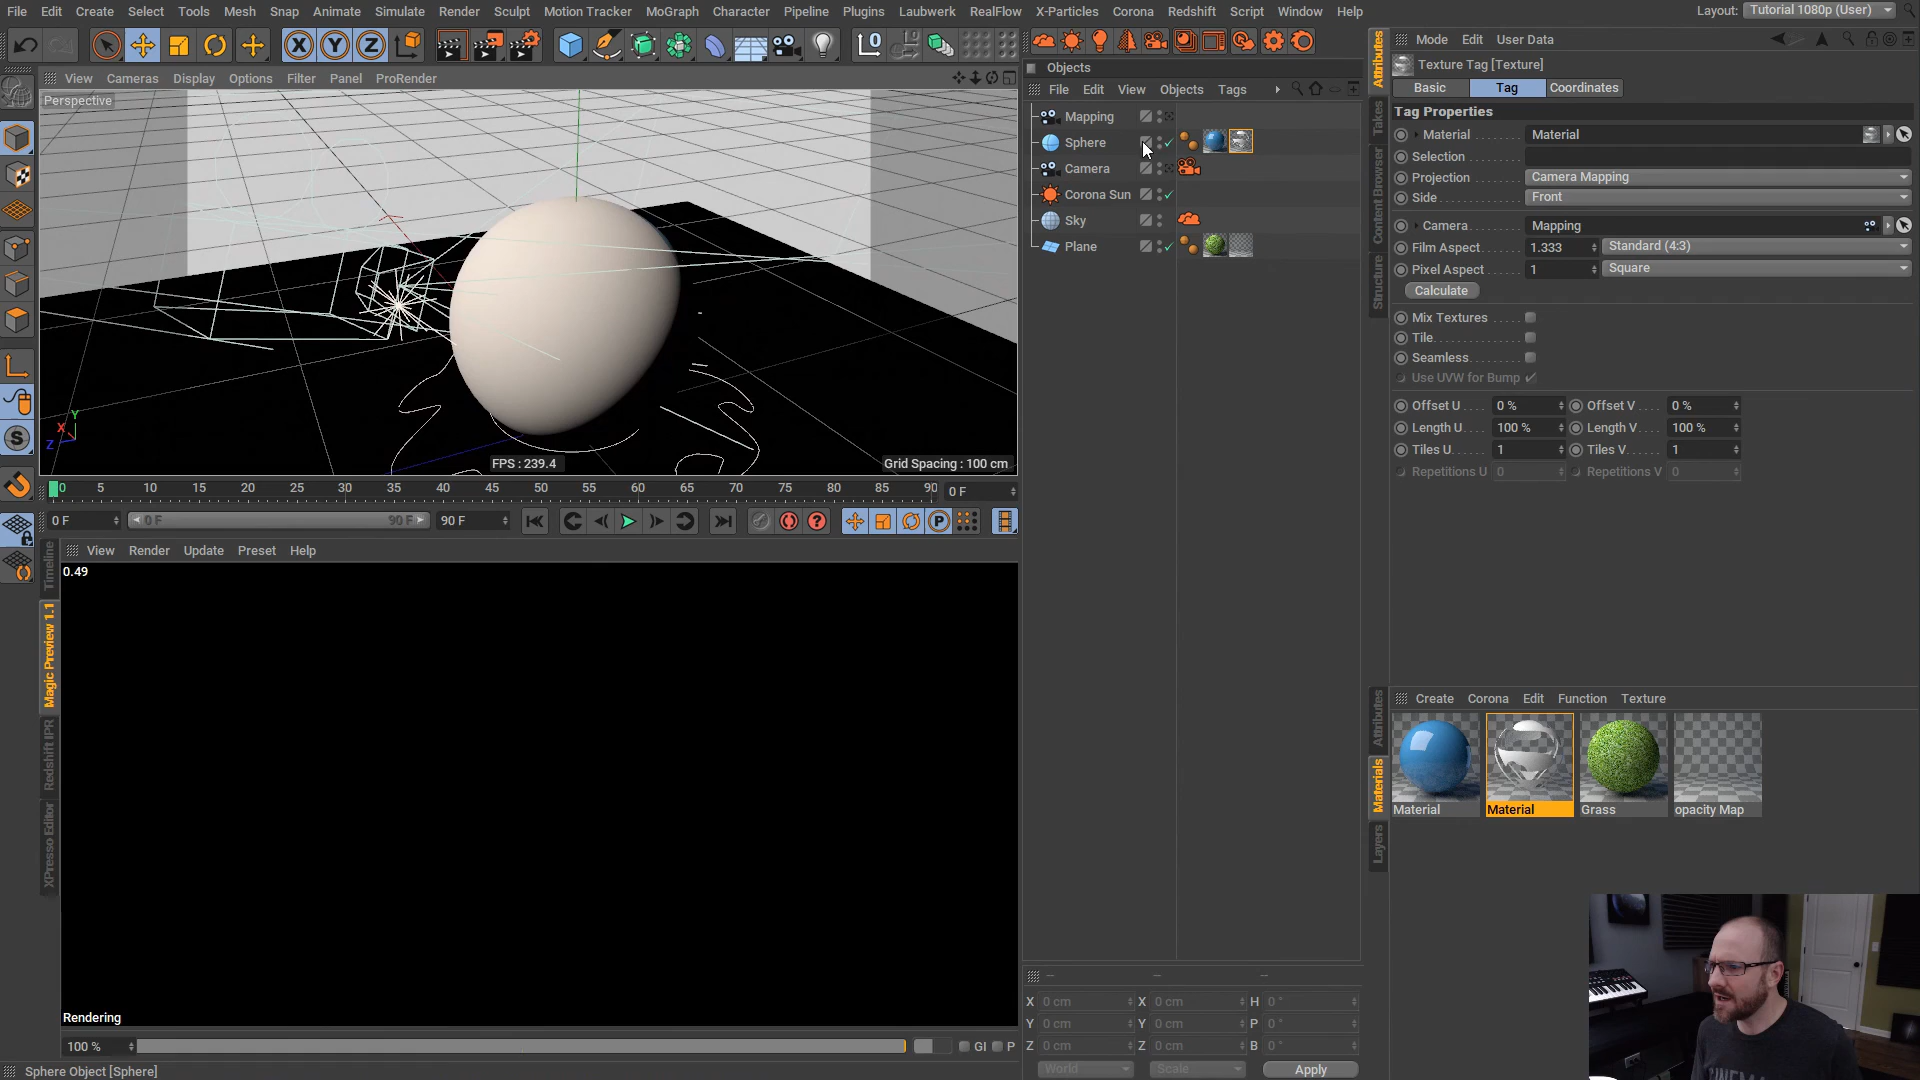 File Edit Create Select Tools Mesh Snap Animate Simulate Render Sculpt Motion Tracker MoGraph Character Pipeline Plugins Laubwerk RealFlow X-Particles Corona Redshift Script Window Help Layout: Tutorial 1080p (User)
Mode Edit User Data
Objects
Texture Tag [Texture]
View Cameras Display Options Filter Panel ProRender
File Edit View Objects Tags
Basic Tag Coordinates
Perspective
Tag Properties
Mapping
Sphere
Camera
Corona Sun
Sky
Plane
Material Material
Selection
Projection Camera Mapping
Side Front
Camera Mapping
Film Aspect 1.333 Standard (4:3)
Pixel Aspect 1 Square
Calculate
Mix Textures
Tile
Seamless
Use UVW for Bump
Offset U 0 % Offset V 0 %
Length U 100 % Length V 100 %
Tiles U 1 Tiles V 1
Repetitions U 0 Repetitions V 0
Attributes
Takes
Content Browser
Structure
Y
X
Z
FPS : 239.4
Grid Spacing : 100 cm
0 5 10 15 20 25 30 35 40 45 50 55 60 65 70 75 80 85 90 0 F
0 F 0 F 90 F 90 F
View Render Update Preset Help
0.49
Timeline
Magic Preview 1.1
Redshift IPR
XPresso Editor
Rendering
100 % GI P
Sphere Object [Sphere]
Attributes
Materials
Layers
Create Corona Edit Function Texture
Material Material Grass opacity Map
-- -- --
X 0 cm X 0 cm H 0 °
Y 0 cm Y 0 cm P 0 °
Z 0 cm Z 0 cm B 0 °
World Scale Apply